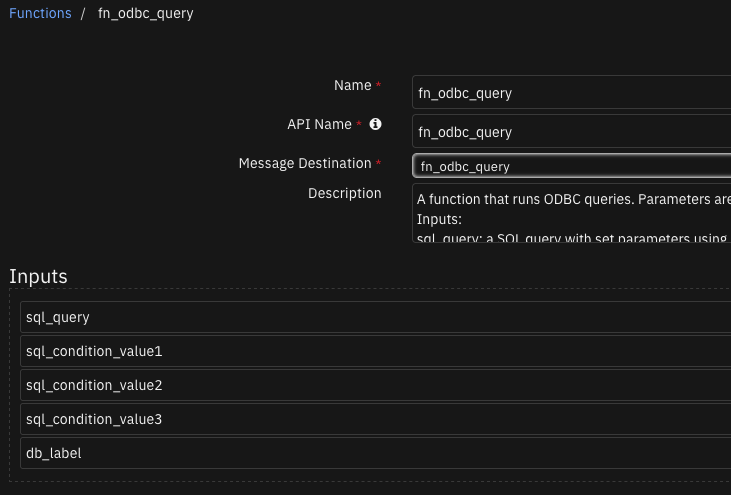 Functions / fn_odbc_query
Name *
fn_odbc_query
API Name *
fn_odbc_query
Message Destination *
fn_odbc_query
Description
A function that runs ODBC queries. Parameters are
Inputs:
sql_query: a SQL query with set parameters using
Inputs
sql_query
sql_condition_value1
sql_condition_value2
sql_condition_value3
db_label